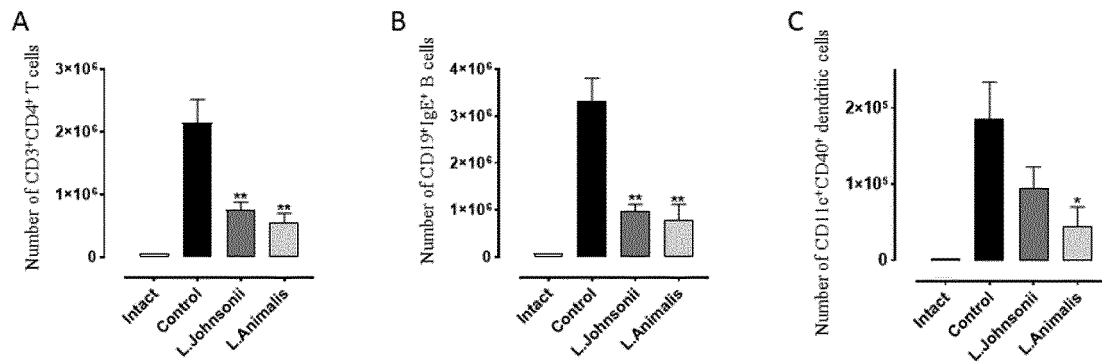 A
Number of CD3⁺CD4⁺ T cells
3×10⁶
2×10⁶
1×10⁶
0
**
**
Intact
Control
L.Johnsonii
L.Animalis
B
Number of CD19⁺IgE⁺ B cells
4×10⁶
3×10⁶
2×10⁶
1×10⁶
0
**
**
Intact
Control
L.Johnsonii
L.Animalis
C
Number of CD11c⁺CD40⁺ dendritic cells
2×10⁵
1×10⁵
0
*
Intact
Control
L.Johnsonii
L.Animalis